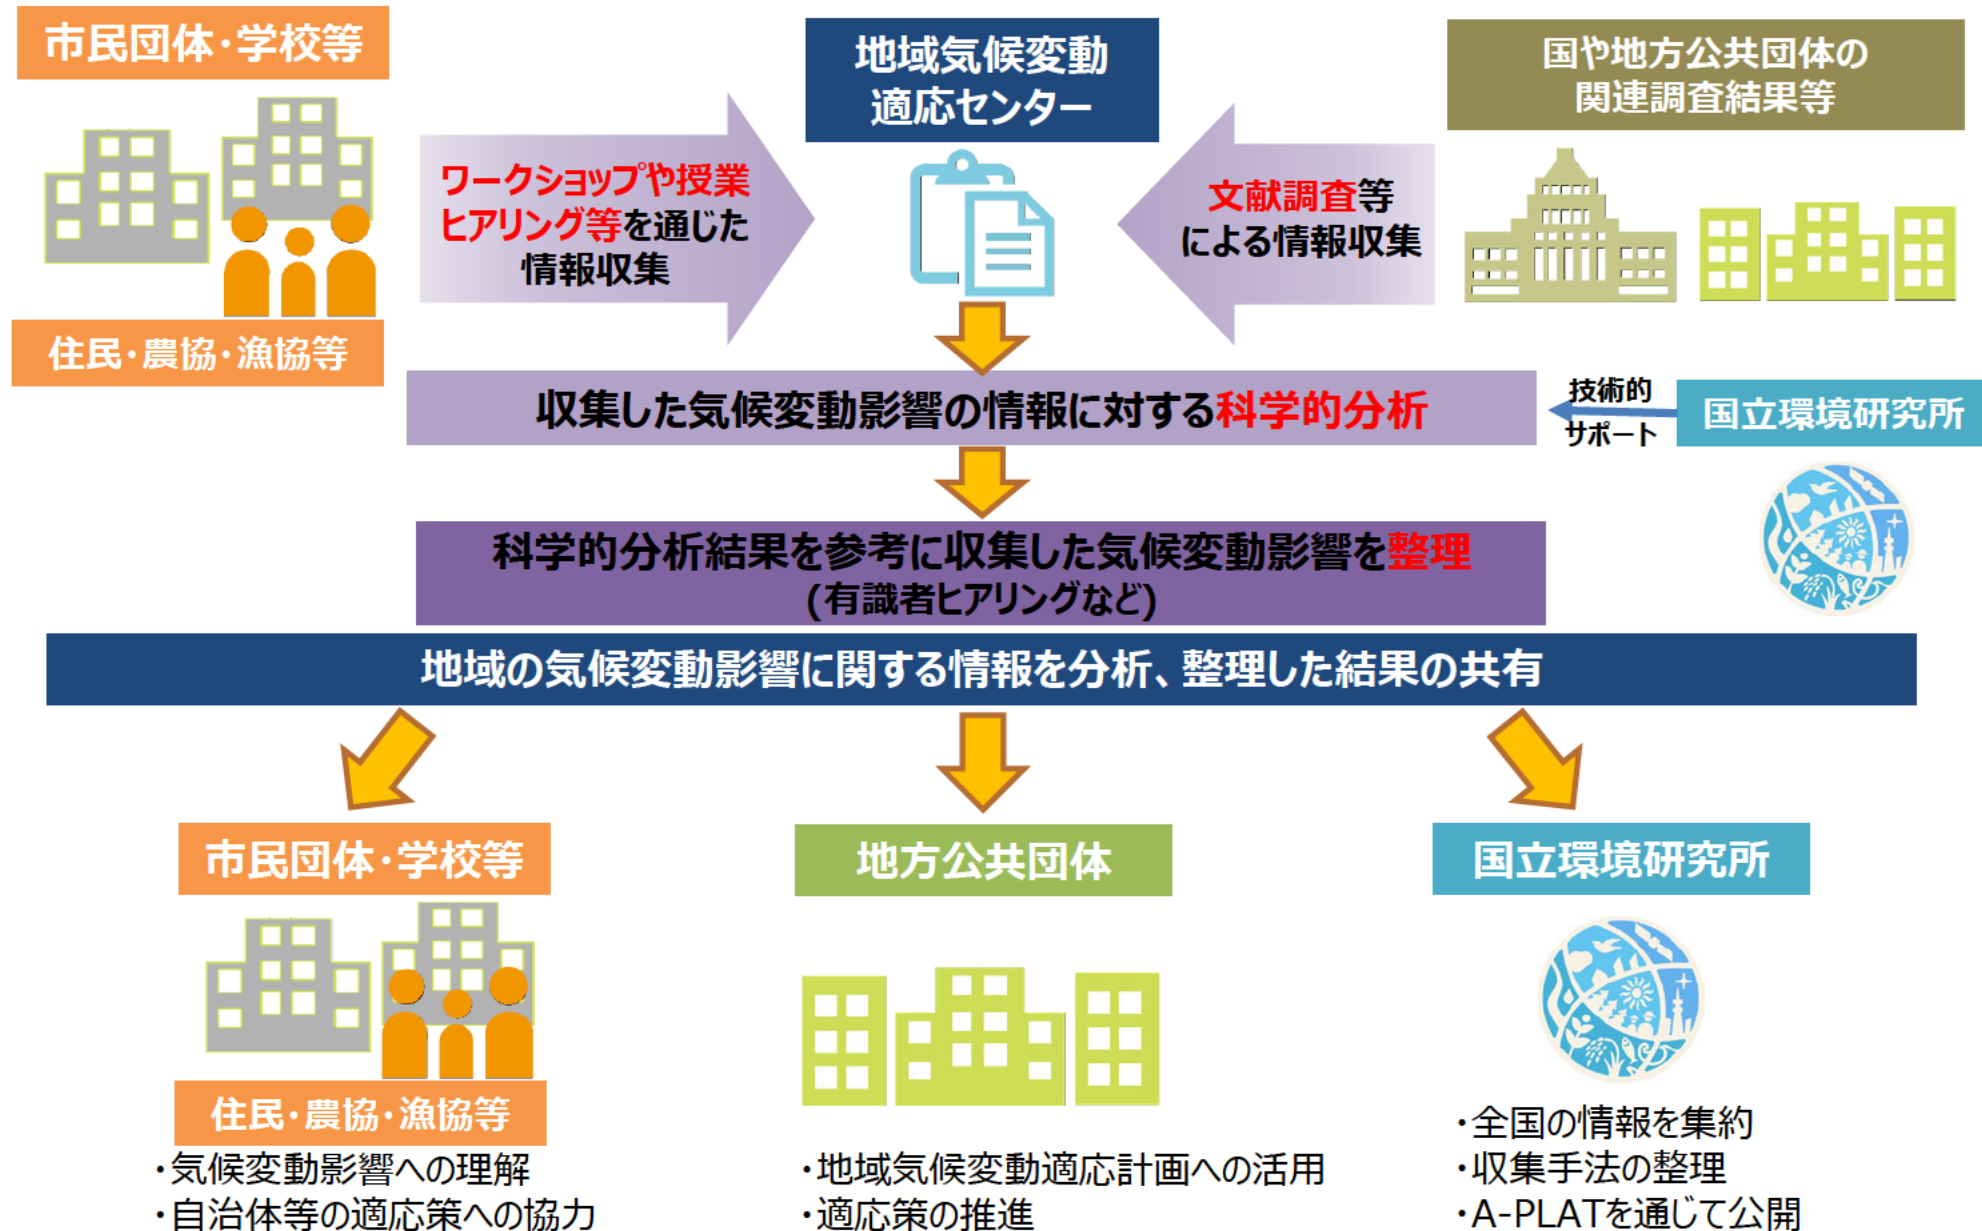 市民団体・学校等
地域気候変動
適応センター
国や地方公共団体の
関連調査結果等
ワークショップや授業
ヒアリング等を通じた
情報収集
文献調査等
による情報収集
住民・農協・漁協等
収集した気候変動影響の情報に対する科学的分析
技術的
サポート
国立環境研究所
科学的分析結果を参考に収集した気候変動影響を整理
(有識者ヒアリングなど)
地域の気候変動影響に関する情報を分析、整理した結果の共有
市民団体・学校等
住民・農協・漁協等
・気候変動影響への理解
・自治体等の適応策への協力
地方公共団体
・地域気候変動適応計画への活用
・適応策の推進
国立環境研究所
・全国の情報を集約
・収集手法の整理
・A-PLATを通じて公開